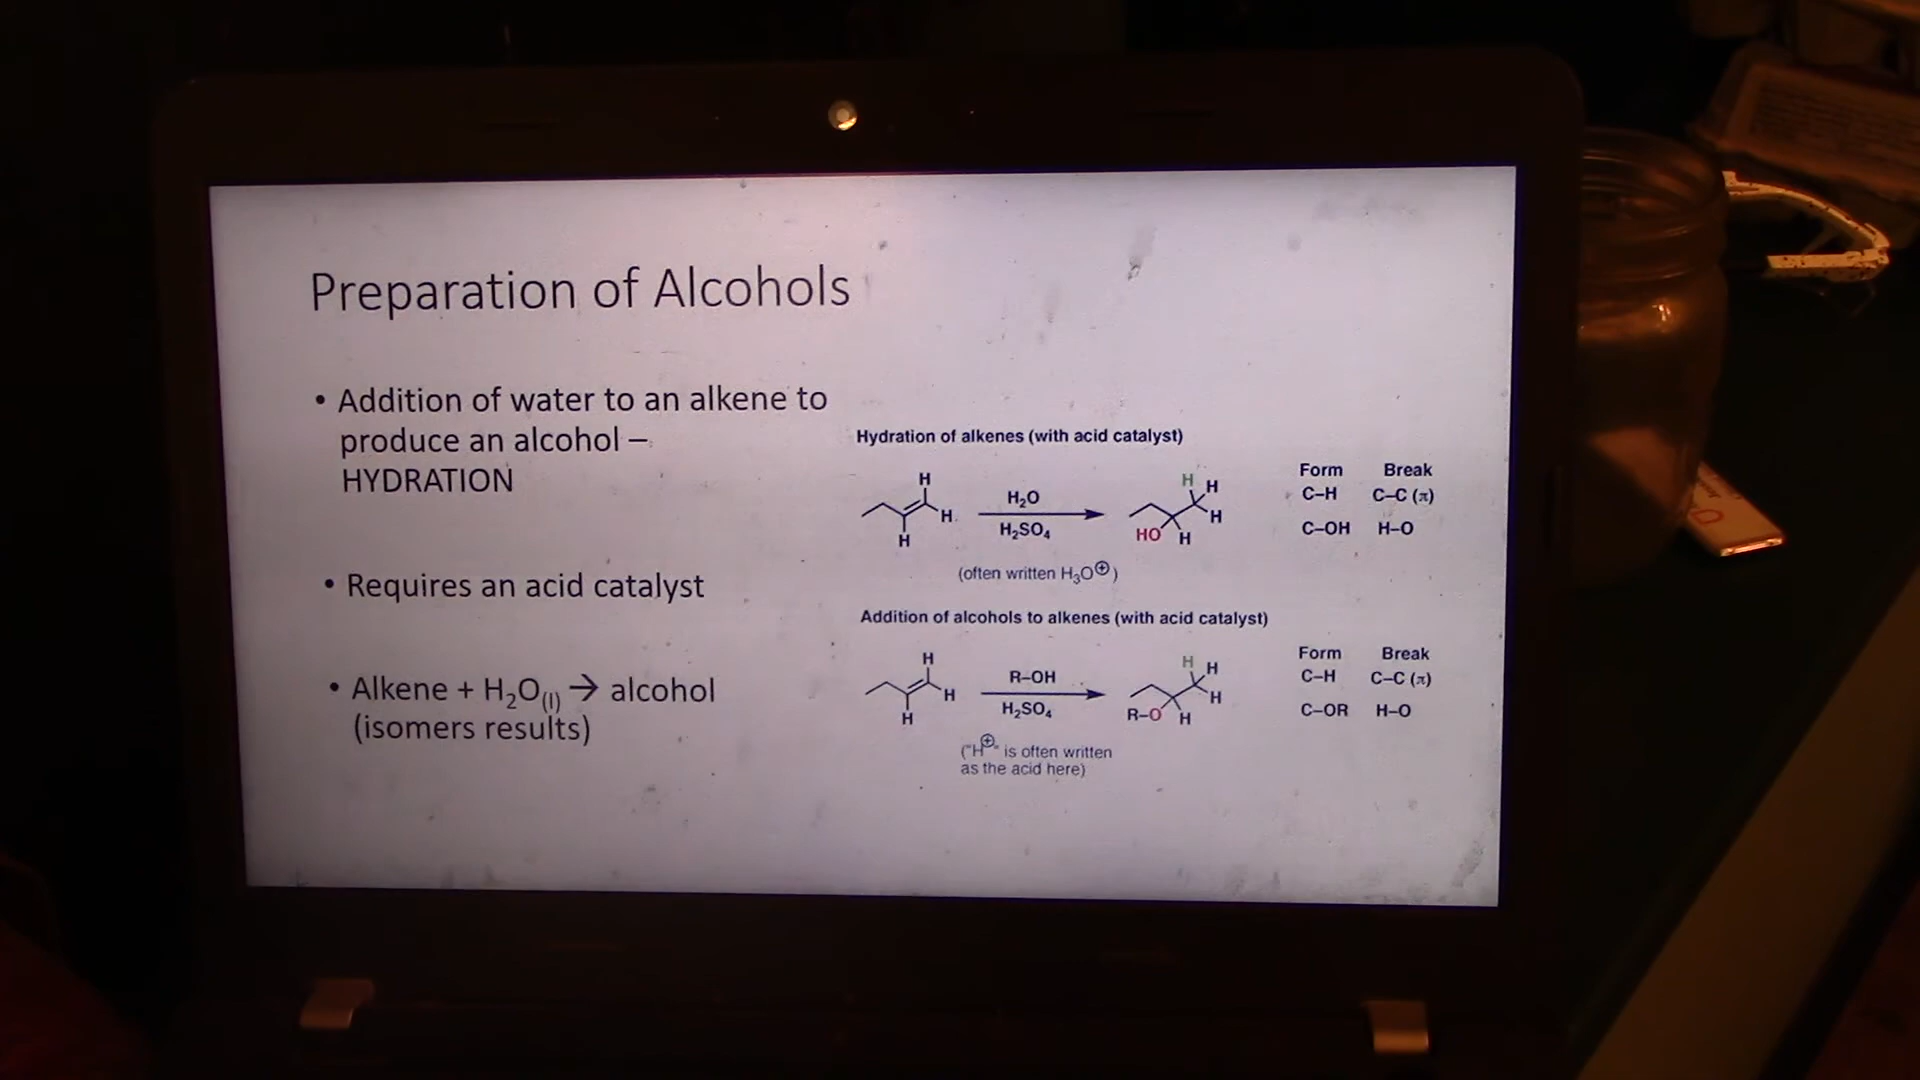 Preparation of Alcohols
• Addition of water to an alkene to
produce an alcohol –
HYDRATION
• Requires an acid catalyst
• Alkene + H₂O(l) → alcohol
(isomers results)
Hydration of alkenes (with acid catalyst)
H
H
H
H₂O
H₂SO₄
H
H
H
HO
H
(often written H₃O⊕)
Form Break
C–H C–C (π)
C–OH H–O
Addition of alcohols to alkenes (with acid catalyst)
H
H
H
R–OH
H₂SO₄
H
H
H
R–O
H
("H⊕" is often written
as the acid here)
Form Break
C–H C–C (π)
C–OR H–O